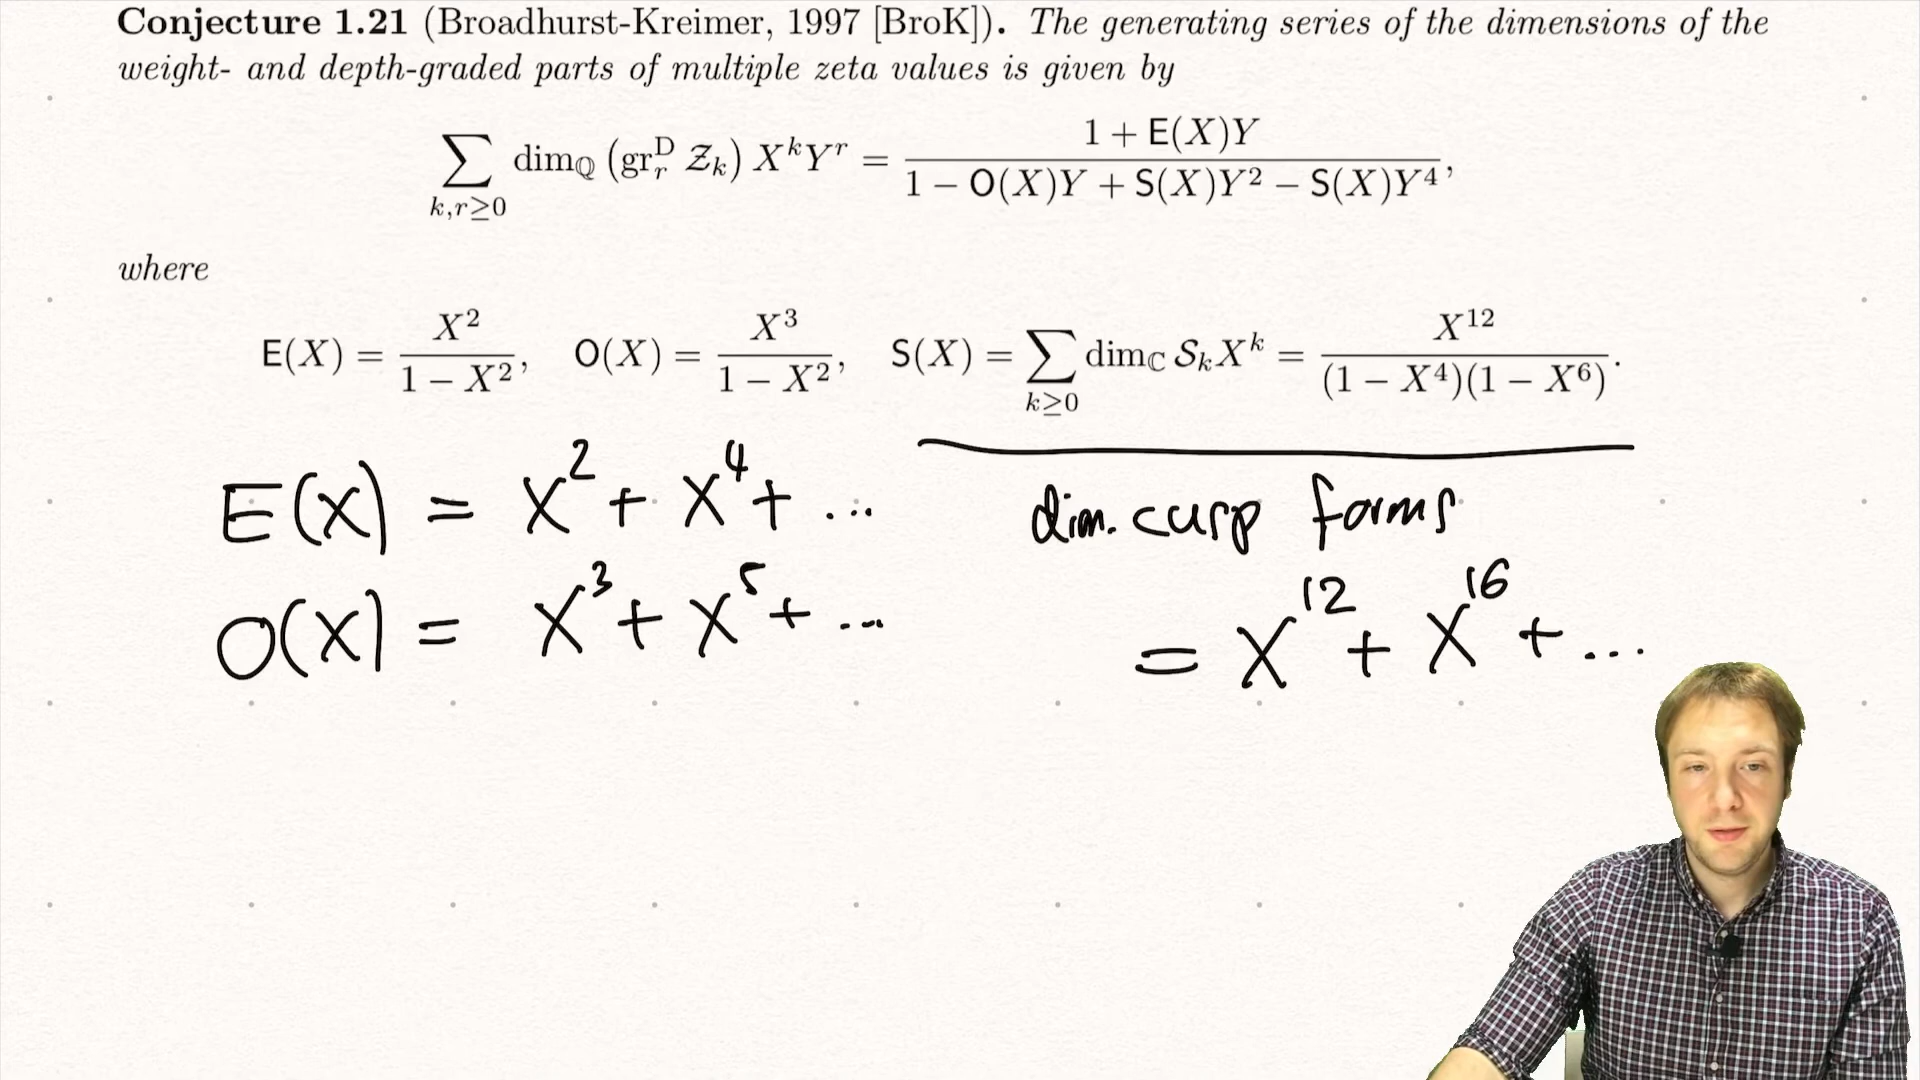 Conjecture 1.21 (Broadhurst-Kreimer, 1997 [BroK]). The generating series of the dimensions of the
weight- and depth-graded parts of multiple zeta values is given by
∑_{k,r≥0} dim_ℚ (gr_r^D 𝒵_k) X^k Y^r = (1 + E(X)Y) / (1 − O(X)Y + S(X)Y² − S(X)Y⁴),
where
E(X) = X² / (1 − X²), O(X) = X³ / (1 − X²), S(X) = ∑_{k≥0} dim_ℂ 𝒮_k X^k = X¹² / ((1 − X⁴)(1 − X⁶)).
E(X) = X² + X⁴ + ...
dim. cusp forms
O(X) = X³ + X⁵ + ...
= X¹² + X¹⁶ + ...